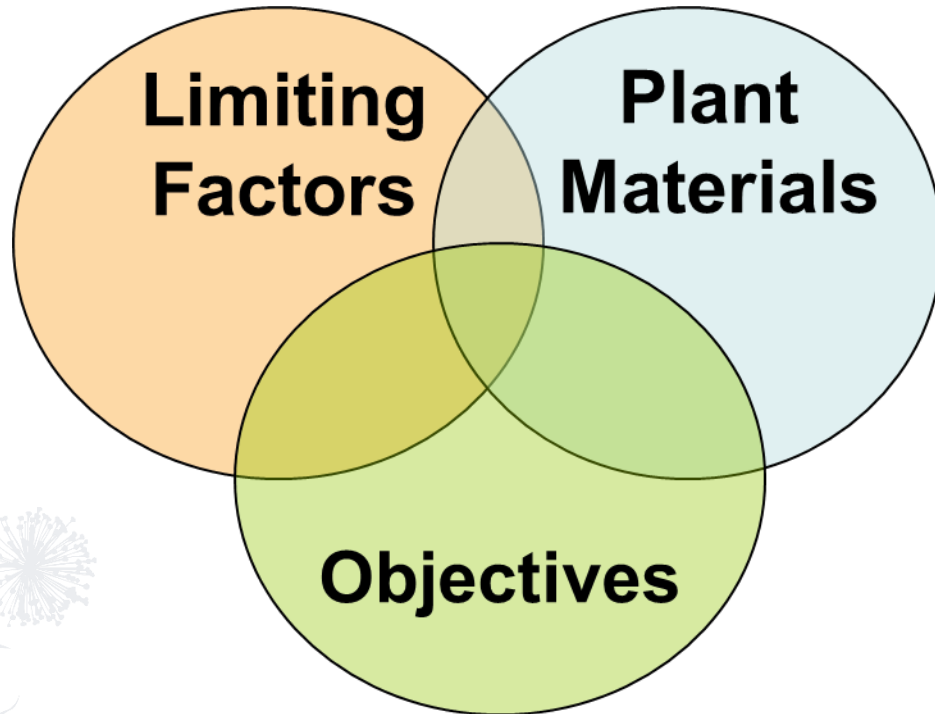 Limiting
Factors
Plant
Materials
Objectives